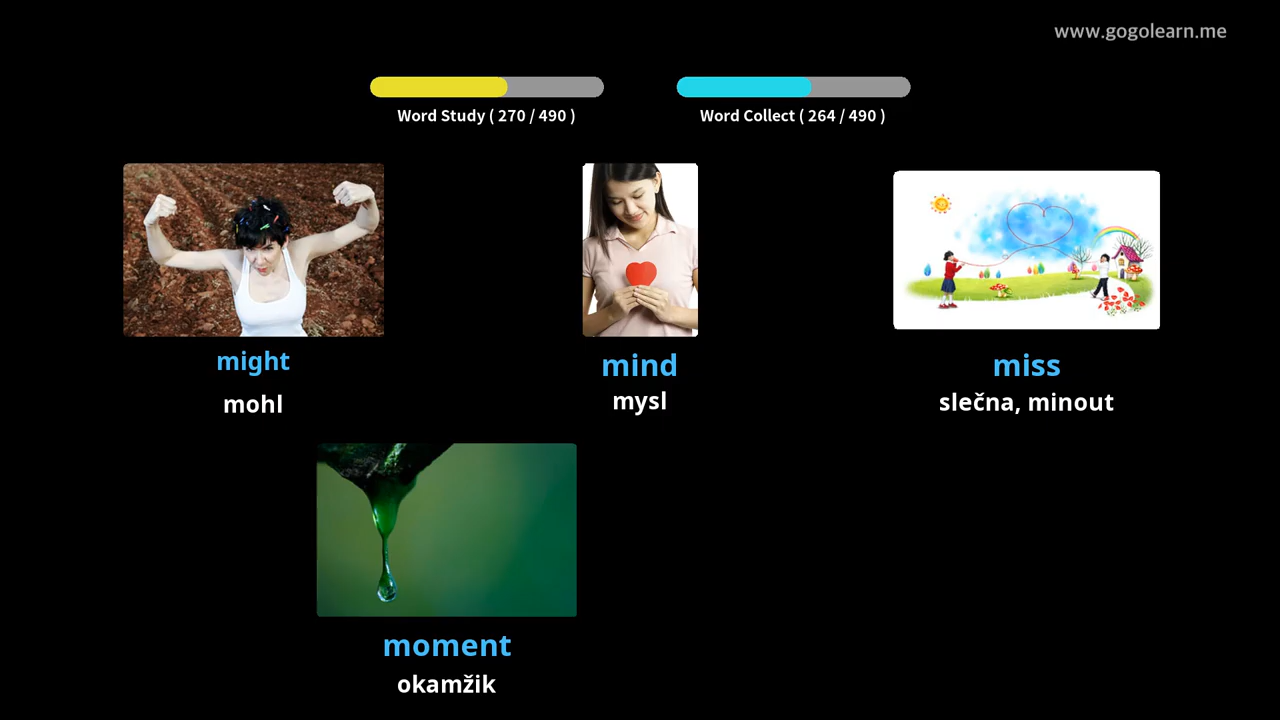 www.gogolearn.me
Word Study ( 270 / 490 )
Word Collect ( 264 / 490 )
might
mohl
mind
mysl
miss
slečna, minout
moment
okamžik